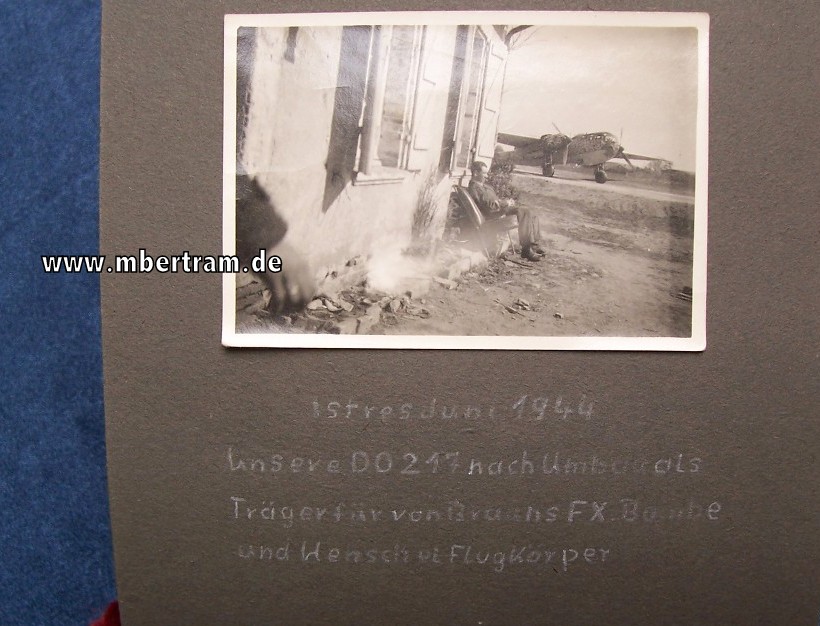 www.mbertram.de
Istres Juni 1944
Unsere DO 217 nach Umbau als
Träger für von Brauns FX. Bombe
und Henschel Flugkörper